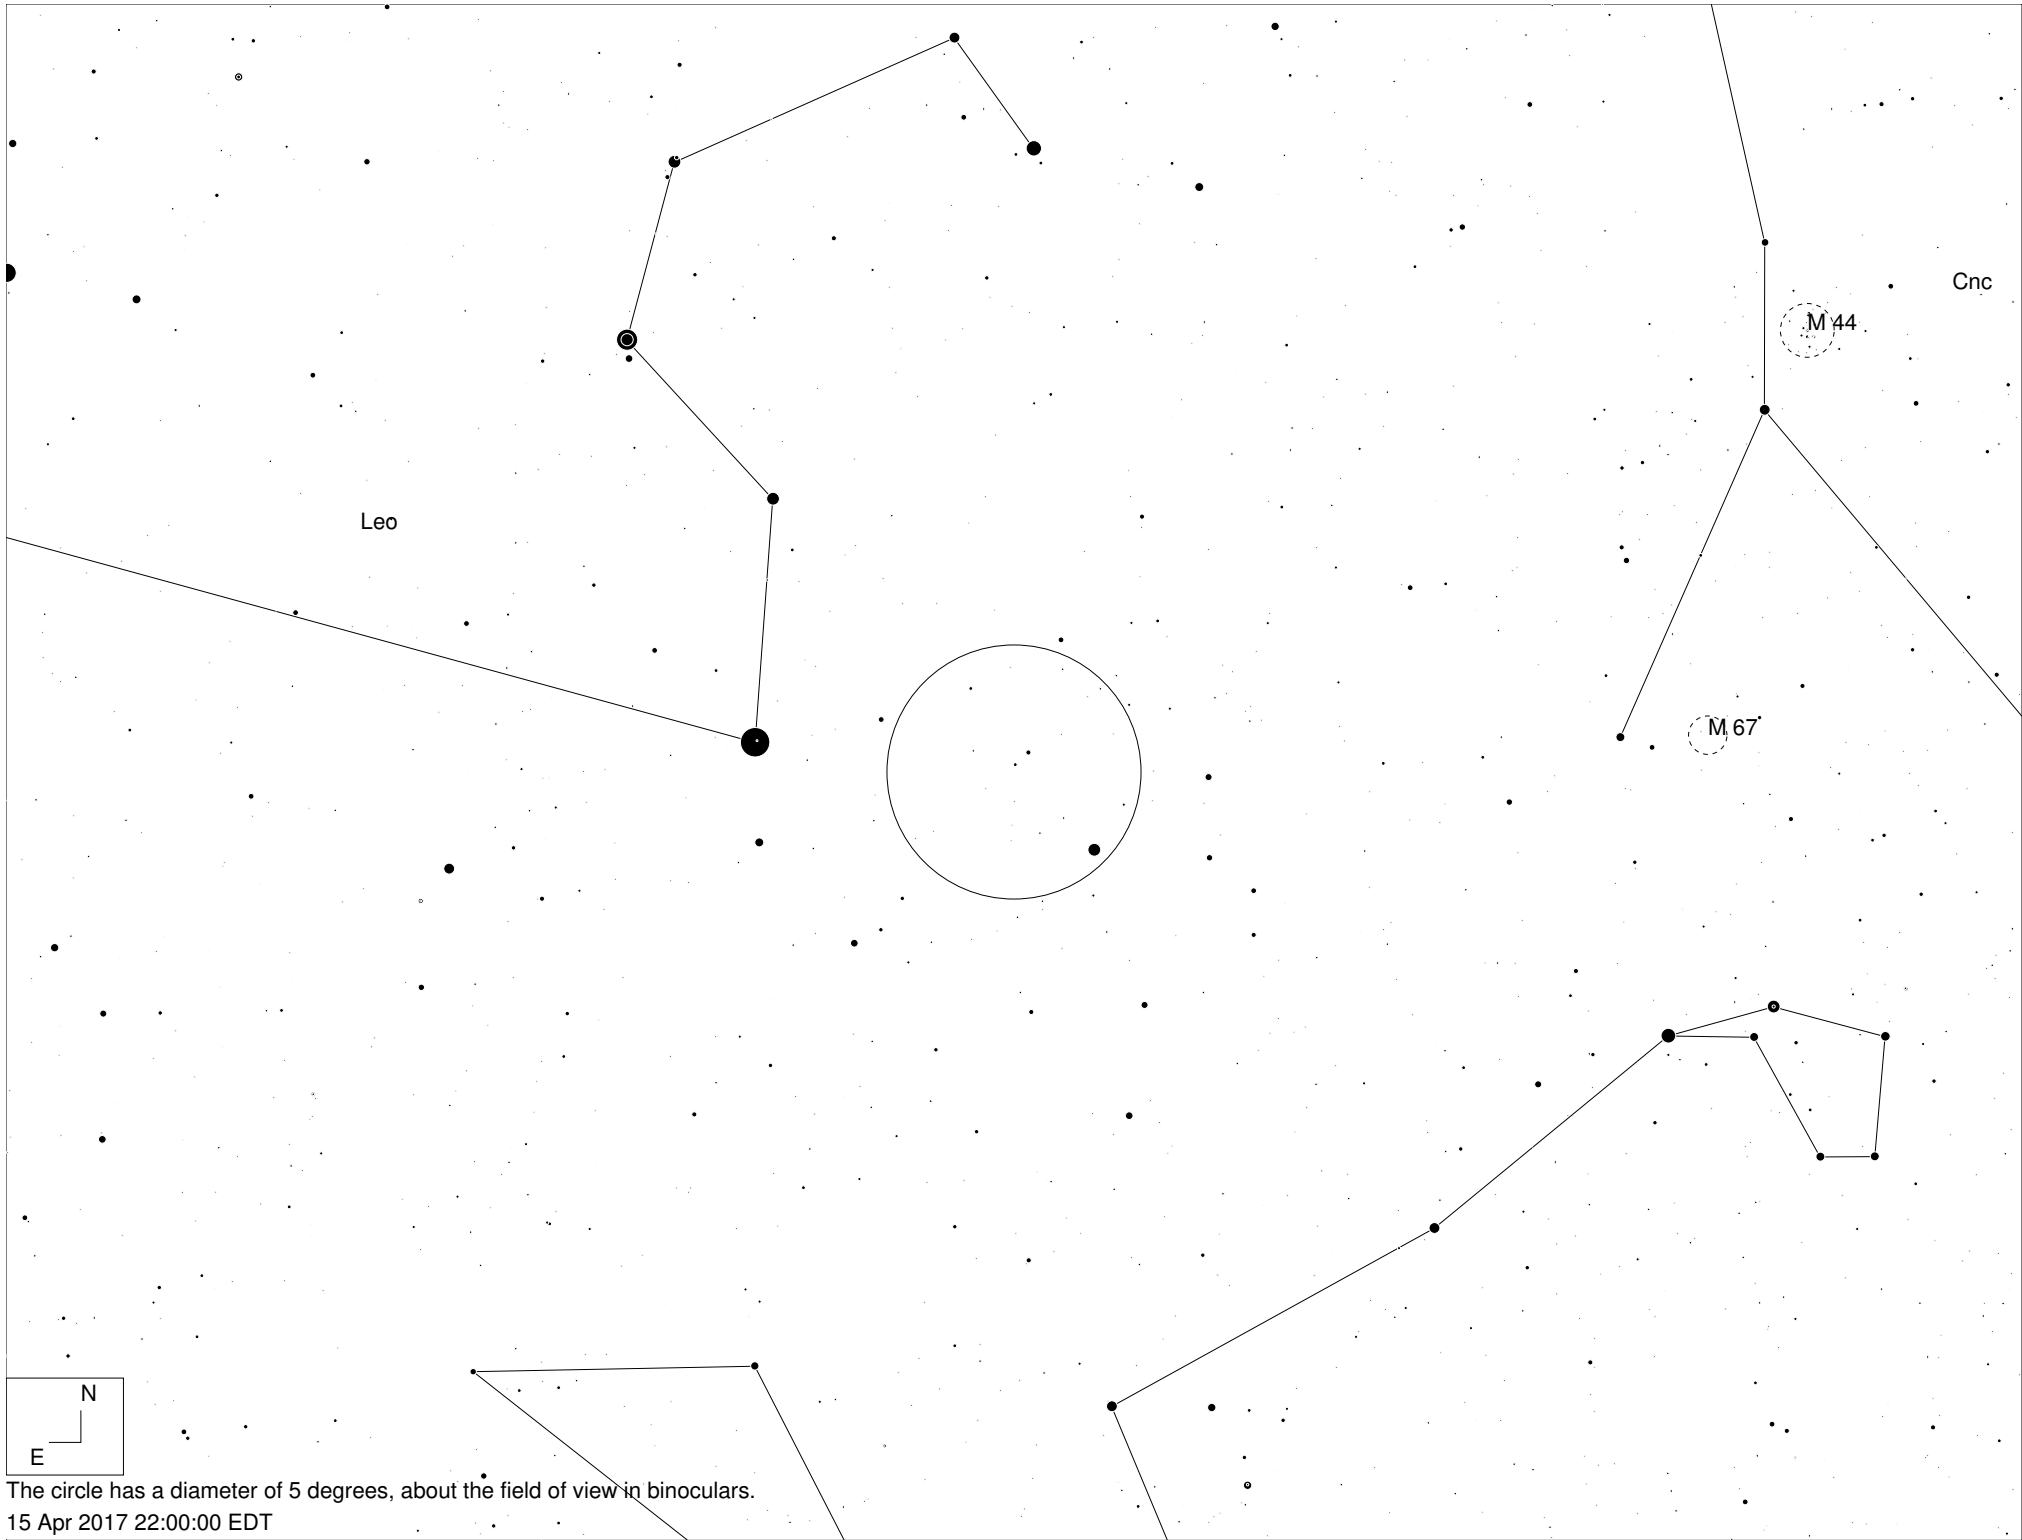 Cnc
M 44
Leo
M 67
N
E
The circle has a diameter of 5 degrees, about the field of view in binoculars.
15 Apr 2017 22:00:00 EDT